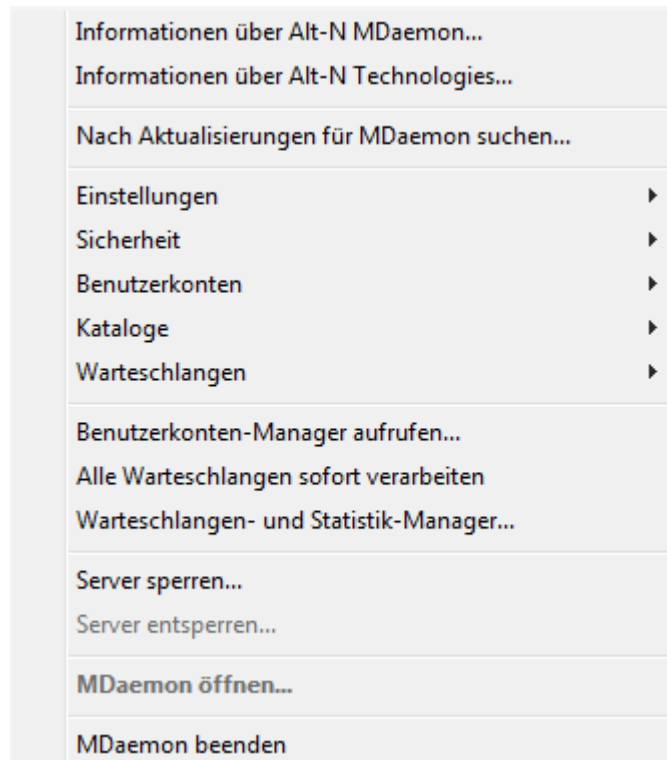 Informationen über Alt-N MDaemon...
Informationen über Alt-N Technologies...
Nach Aktualisierungen für MDaemon suchen...
Einstellungen
Sicherheit
Benutzerkonten
Kataloge
Warteschlangen
Benutzerkonten-Manager aufrufen...
Alle Warteschlangen sofort verarbeiten
Warteschlangen- und Statistik-Manager...
Server sperren...
Server entsperren...
MDaemon öffnen...
MDaemon beenden